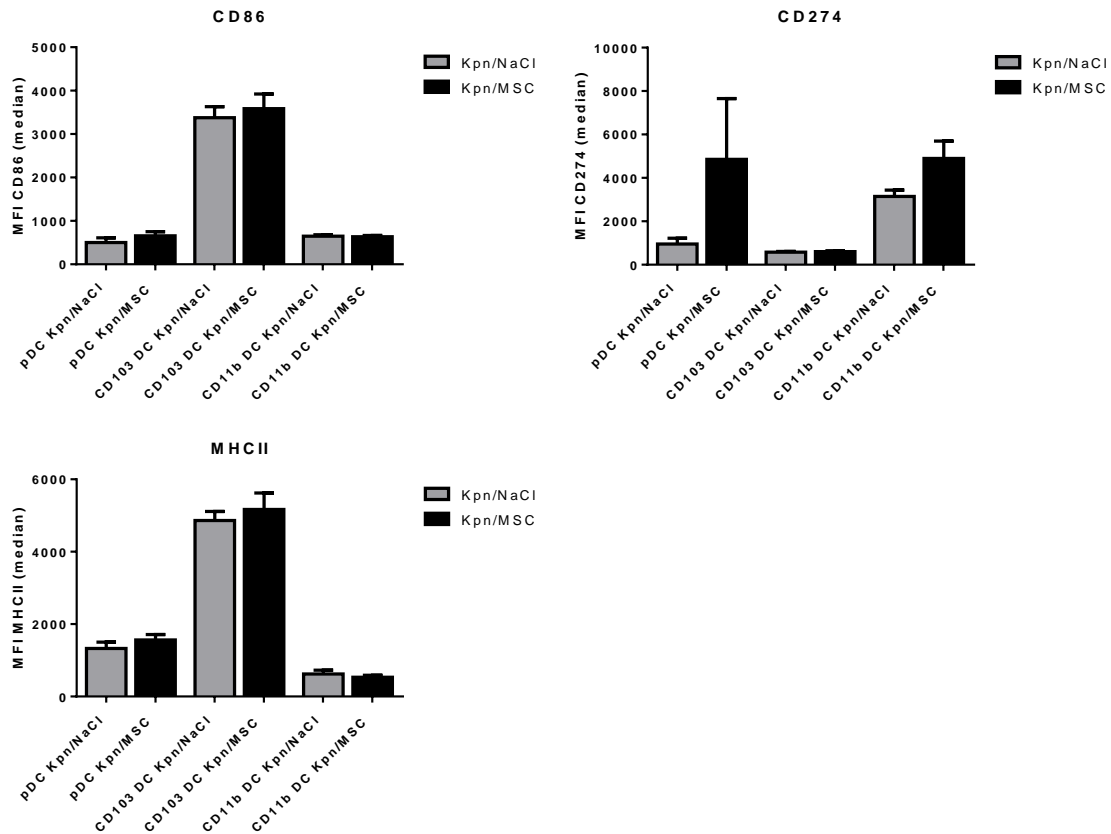 CD86
MFI CD86 (median)
5000
4000
3000
2000
1000
0
pDC Kpn/NaCl
pDC Kpn/MSC
CD103 DC Kpn/NaCl
CD103 DC Kpn/MSC
CD11b DC Kpn/NaCl
CD11b DC Kpn/MSC
Kpn/NaCl
Kpn/MSC
CD274
MFI CD274 (median)
10000
8000
6000
4000
2000
0
pDC Kpn/NaCl
pDC Kpn/MSC
CD103 DC Kpn/NaCl
CD103 DC Kpn/MSC
CD11b DC Kpn/NaCl
CD11b DC Kpn/MSC
Kpn/NaCl
Kpn/MSC
MHCII
MFI MHCII (median)
6000
4000
2000
0
pDC Kpn/NaCl
pDC Kpn/MSC
CD103 DC Kpn/NaCl
CD103 DC Kpn/MSC
CD11b DC Kpn/NaCl
CD11b DC Kpn/MSC
Kpn/NaCl
Kpn/MSC